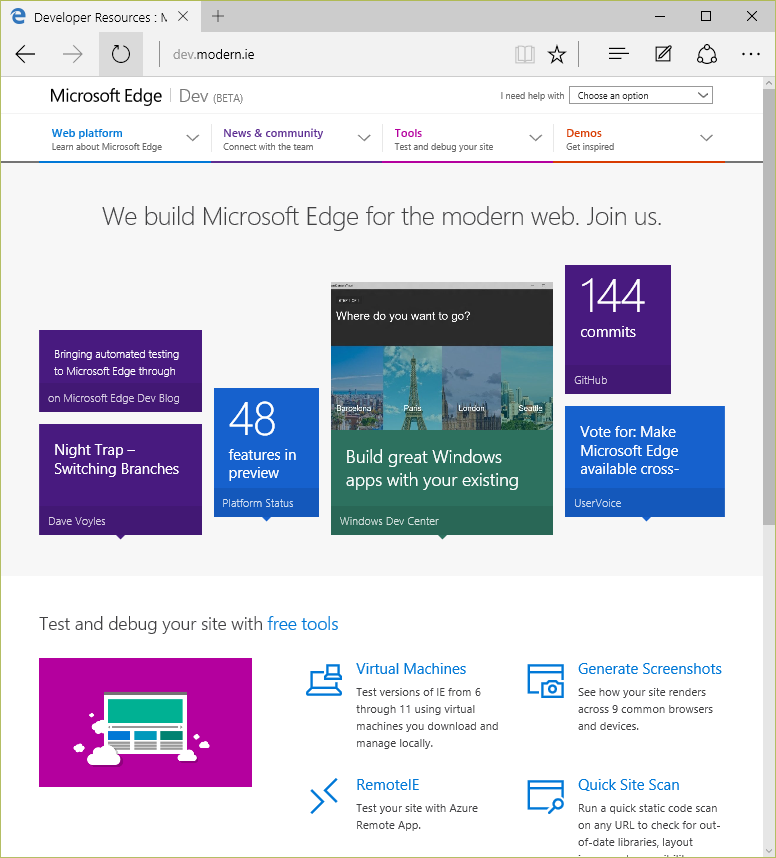 Developer Resources : M
dev.modern.ie
Microsoft Edge Dev (BETA)
I need help with Choose an option
Web platform
Learn about Microsoft Edge
News & community
Connect with the team
Tools
Test and debug your site
Demos
Get inspired
We build Microsoft Edge for the modern web. Join us.
Bringing automated testing
to Microsoft Edge through
on Microsoft Edge Dev Blog
Night Trap –
Switching Branches
Dave Voyles
48
features in
preview
Platform Status
Where do you want to go?
Barcelona
Paris
London
Seattle
Build great Windows
apps with your existing
Windows Dev Center
144
commits
GitHub
Vote for: Make
Microsoft Edge
available cross-
UserVoice
Test and debug your site with free tools
Virtual Machines
Test versions of IE from 6
through 11 using virtual
machines you download and
manage locally.
Generate Screenshots
See how your site renders
across 9 common browsers
and devices.
RemoteIE
Test your site with Azure
Remote App.
Quick Site Scan
Run a quick static code scan
on any URL to check for out-
of-date libraries, layout